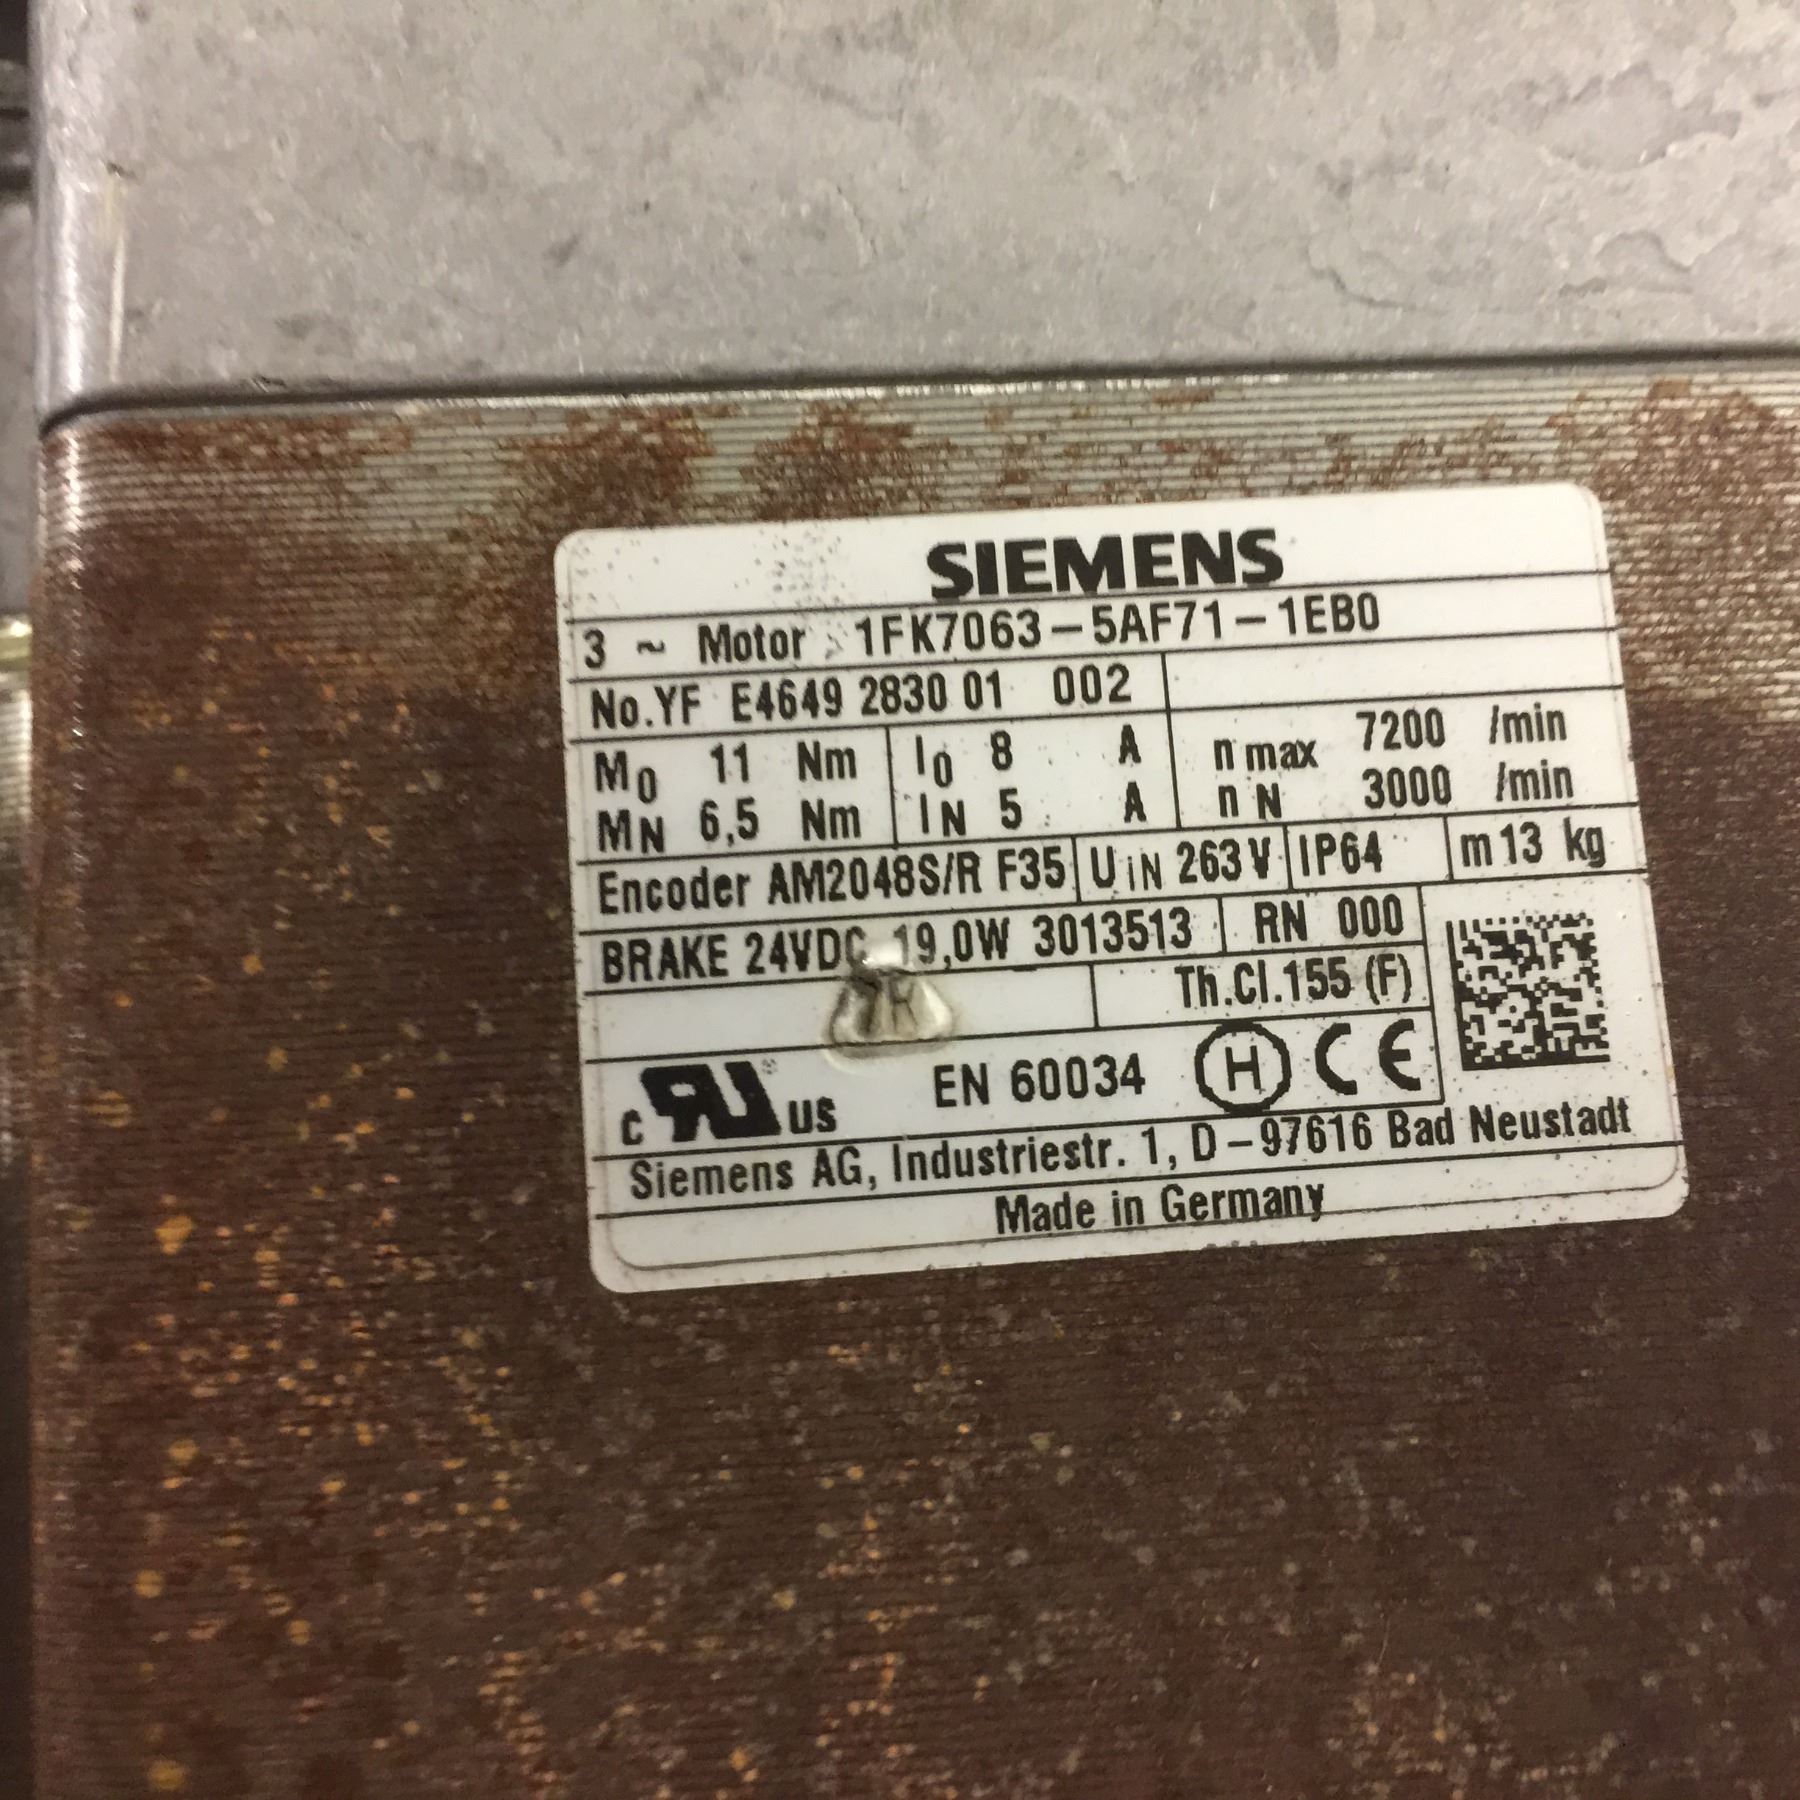 SIEMENS
3 ~ Motor 1FK7063-5AF71-1EB0
No.YF E4649 2830 01 002
M0 11 Nm I0 8 A n max 7200 /min
MN 6,5 Nm IN 5 A n N 3000 /min
Encoder AM2048S/R F35 UIN 263 V IP64 m 13 kg
BRAKE 24VDC 19,0W 3013513 RN 000
Th.Cl.155 (F)
c RU ® US EN 60034 H CE
Siemens AG, Industriestr. 1, D-97616 Bad Neustadt
Made in Germany